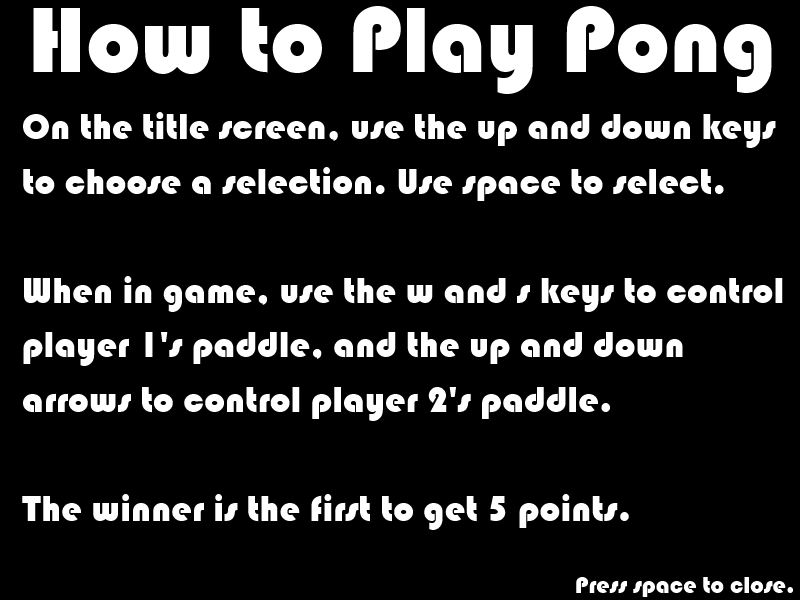 How to Play Pong
On the title screen, use the up and down keys
to choose a selection. Use space to select.
When in game, use the w and s keys to control
player 1's paddle, and the up and down
arrows to control player 2's paddle.
The winner is the first to get 5 points.
Press space to close.